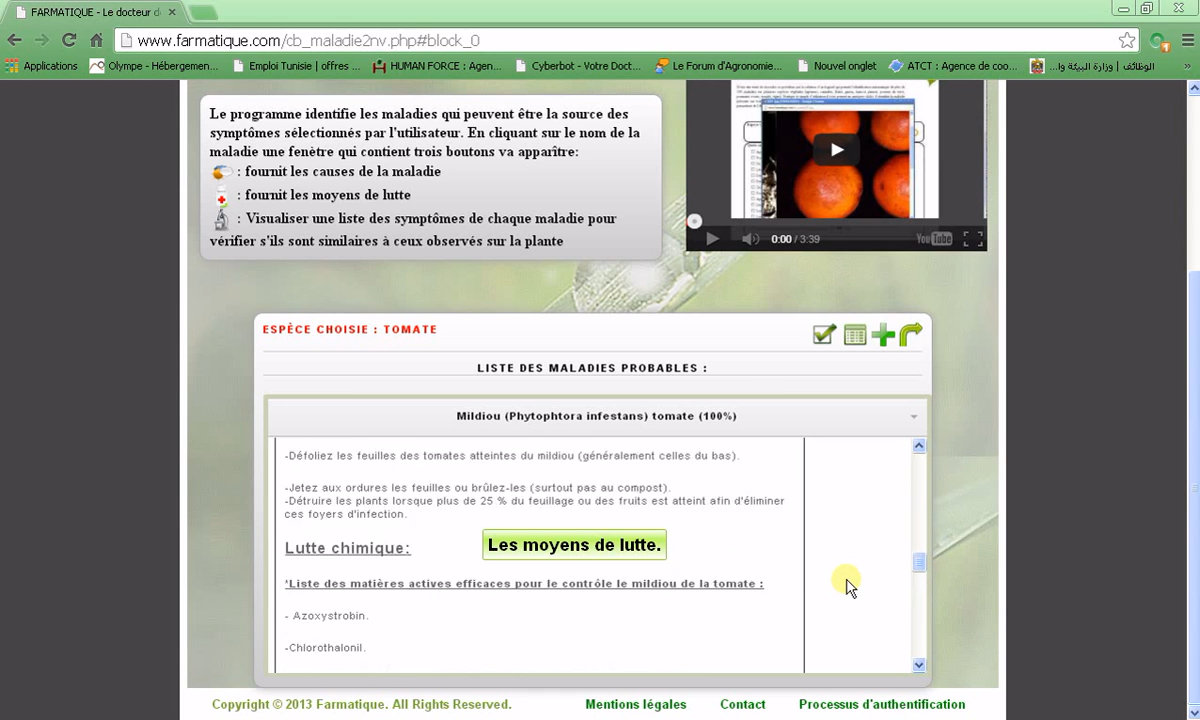 FARMATIQUE - Le docteur d
www.farmatique.com/cb_maladie2nv.php#block_0
Applications
Olympe - Hébergemen...
Emploi Tunisie | offres ...
HUMAN FORCE : Agen...
Cyberbot - Votre Doct...
Le Forum d'Agronomie...
Nouvel onglet
ATCT : Agence de coo...
الوظائف | وزارة البيئة وا...
Le programme identifie les maladies qui peuvent être la source des
symptômes sélectionnés par l'utilisateur. En cliquant sur le nom de la
maladie une fenêtre qui contient trois boutons va apparître:
: fournit les causes de la maladie
: fournit les moyens de lutte
: Visualiser une liste des symptômes de chaque maladie pour
vérifier s'ils sont similaires à ceux observés sur la plante
0:00 / 3:39
YouTube
ESPÈCE CHOISIE : TOMATE
LISTE DES MALADIES PROBABLES :
Mildiou (Phytophtora infestans) tomate (100%)
-Défoliez les feuilles des tomates atteintes du mildiou (généralement celles du bas).
-Jetez aux ordures les feuilles ou brûlez-les (surtout pas au compost).
-Détruire les plants lorsque plus de 25 % du feuillage ou des fruits est atteint afin d'éliminer
ces foyers d'infection.
Lutte chimique:
Les moyens de lutte.
*Liste des matières actives efficaces pour le contrôle le mildiou de la tomate :
- Azoxystrobin.
-Chlorothalonil.
Copyright © 2013 Farmatique. All Rights Reserved.
Mentions légales
Contact
Processus d'authentification